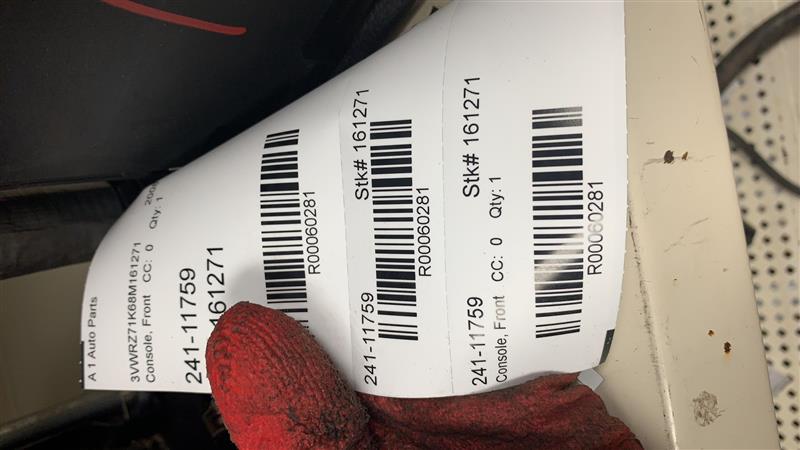 A 1 Auto Parts
3VWRZ71K68M161271
Console, Front CC: 0 Qty: 1
241-11759
161271
R00060281
241-11759 Stk# 161271
R00060281
241-11759 Stk# 161271
Console, Front CC: 0 Qty: 1
R00060281